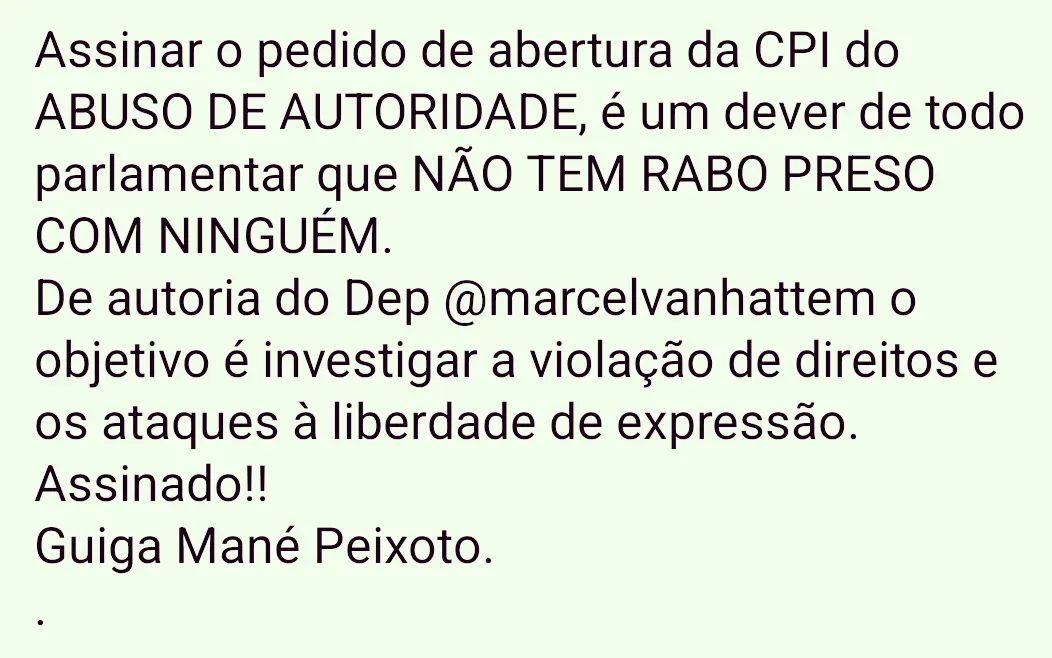 Assinar o pedido de abertura da CPI do
ABUSO DE AUTORIDADE, é um dever de todo
parlamentar que NÃO TEM RABO PRESO
COM NINGUÉM.
De autoria do Dep @marcelvanhattem o
objetivo é investigar a violação de direitos e
os ataques à liberdade de expressão.
Assinado!!
Guiga Mané Peixoto.
.